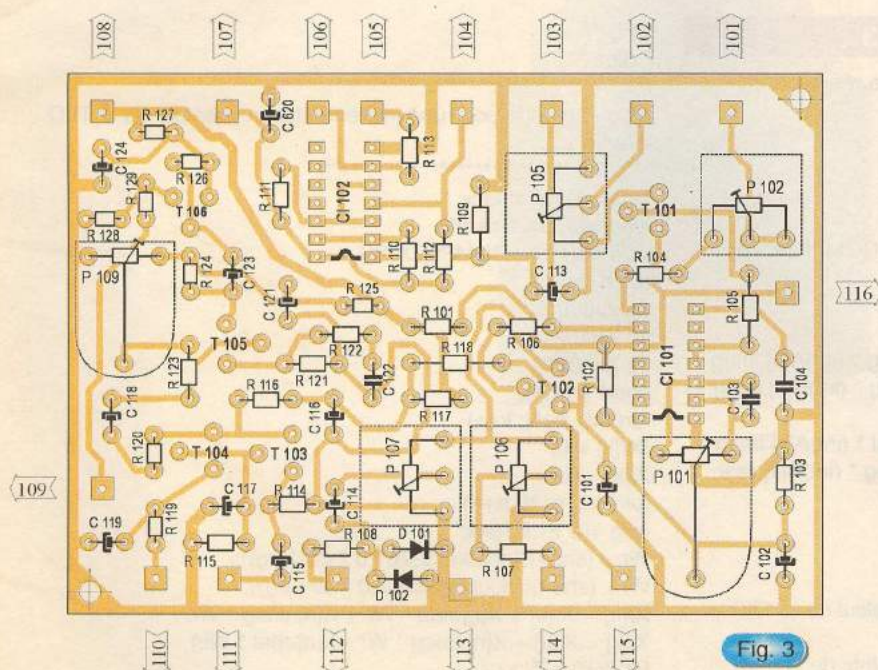 108
107
106
105
104
103
102
101
R 127
C 124
R 126
R 129
R 128
T 106
P 109
R 124
C 123
R 111
C 620
CI 102
R 113
R 110
R 112
R 109
P 105
T 101
P 102
R 104
C 113
116
C 121
R 125
R 101
R 106
R 105
T 105
R 122
R 121
C 122
R 118
T 102
R 102
CI 101
C 103
C 104
R 123
C 118
R 116
C 116
R 117
R 120
T 104
T 103
P 107
P 106
C 101
P 101
R 103
109
C 119
R 119
C 117
R 114
C 114
R 115
C 115
R 108
D 101
D 102
R 107
C 102
110
111
112
113
114
115
Fig. 3